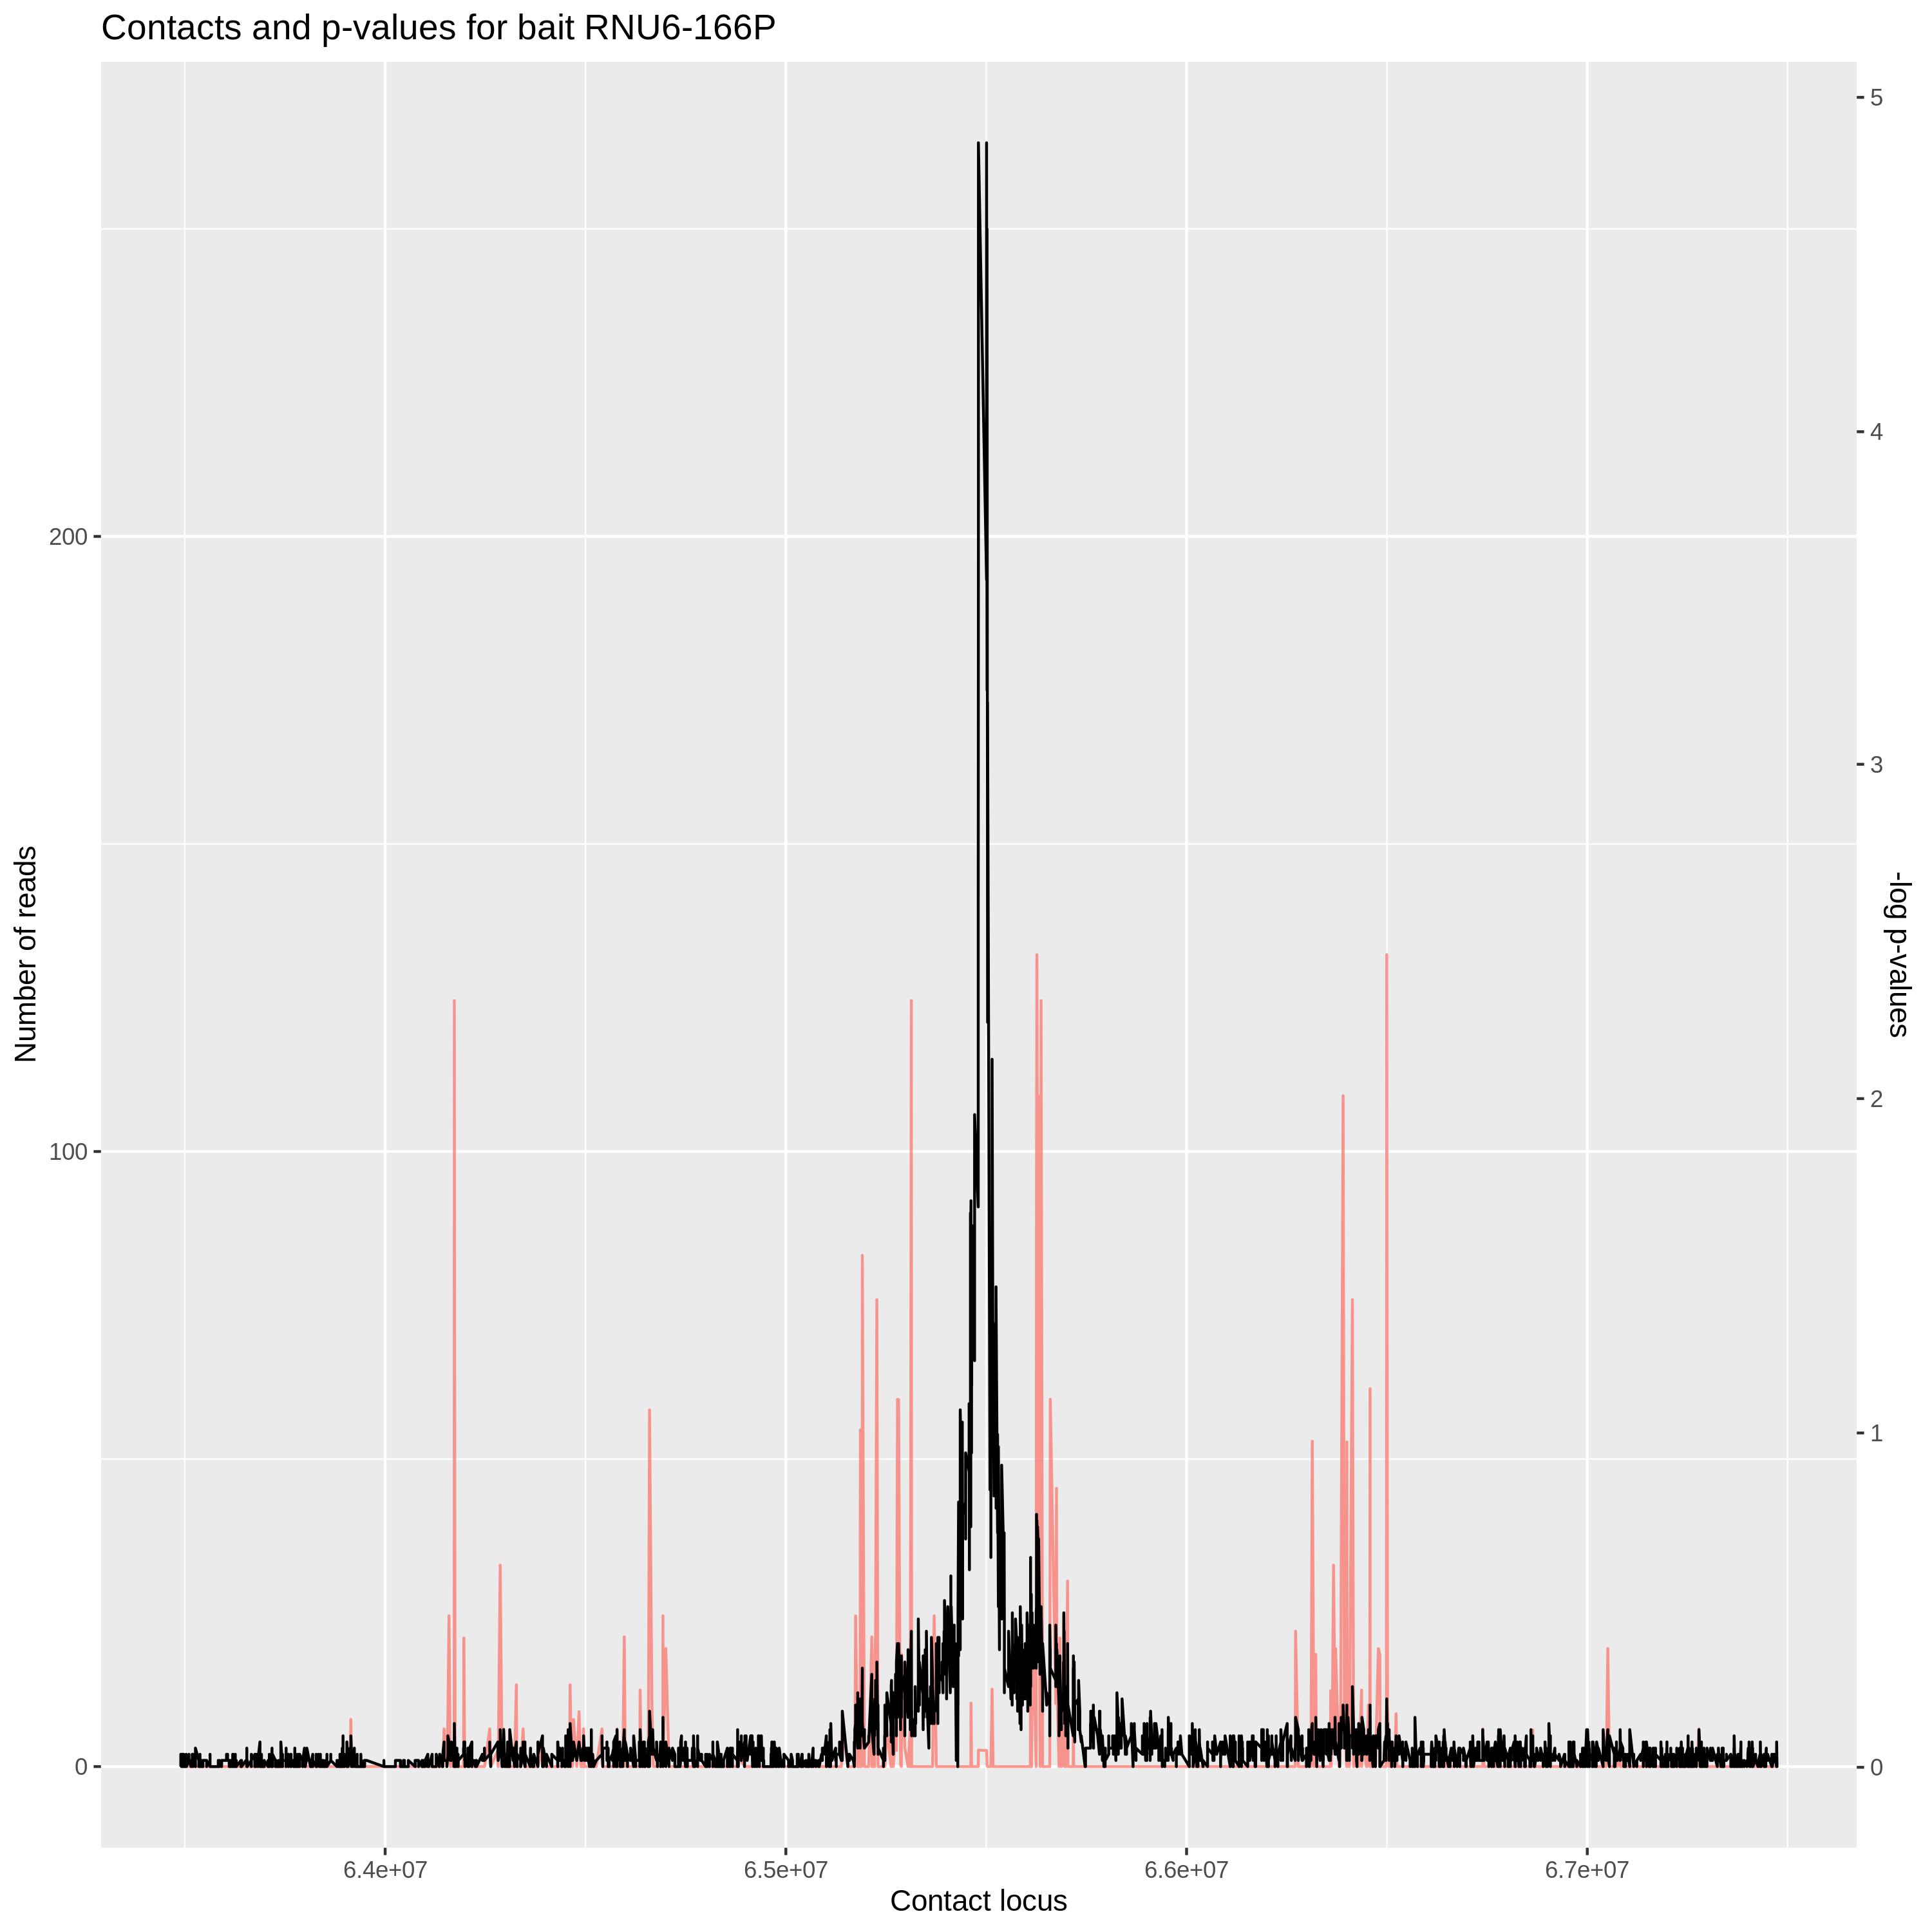 Contacts and p-values for bait RNU6-166P
5
4
200
3
Number of reads
-log p-values
2
100
1
0
0
6.4e+07
6.5e+07
6.6e+07
6.7e+07
Contact locus